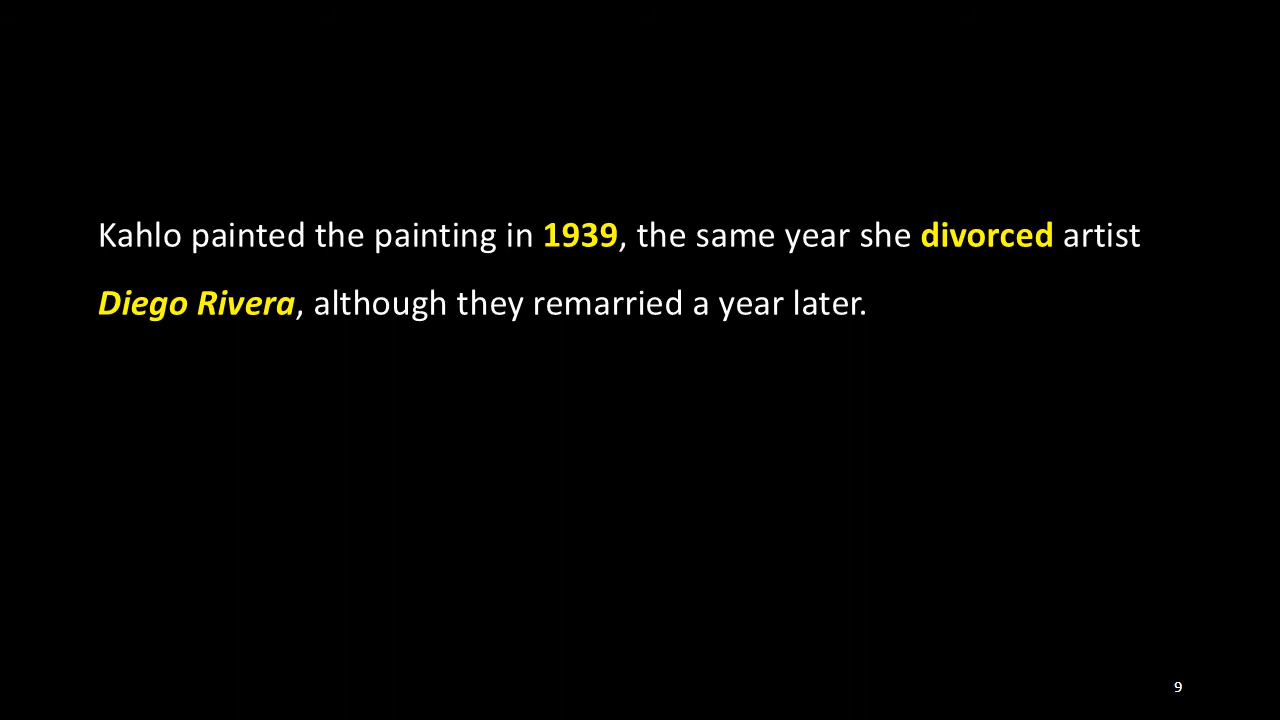 Kahlo painted the painting in 1939, the same year she divorced artist
Diego Rivera, although they remarried a year later.
9